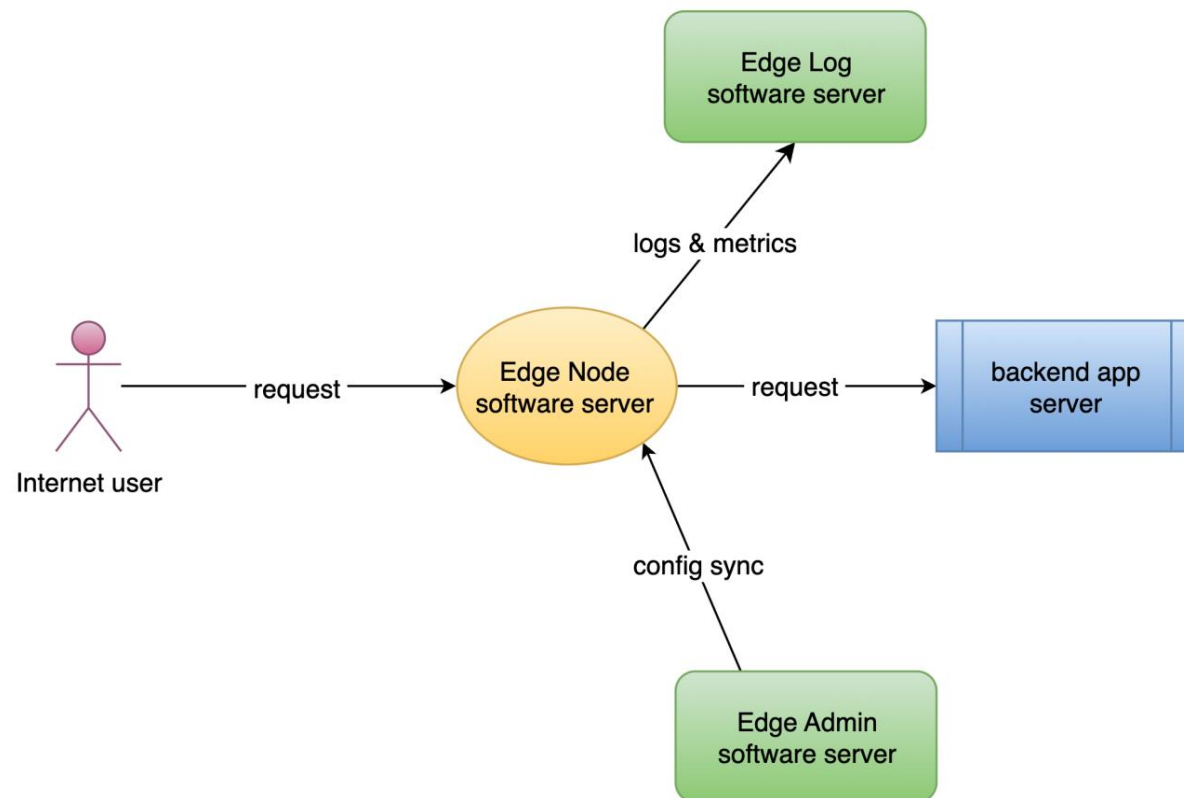 Edge Log
software server
logs & metrics
Edge Node
software server
request
request
backend app
server
Internet user
config sync
Edge Admin
software server